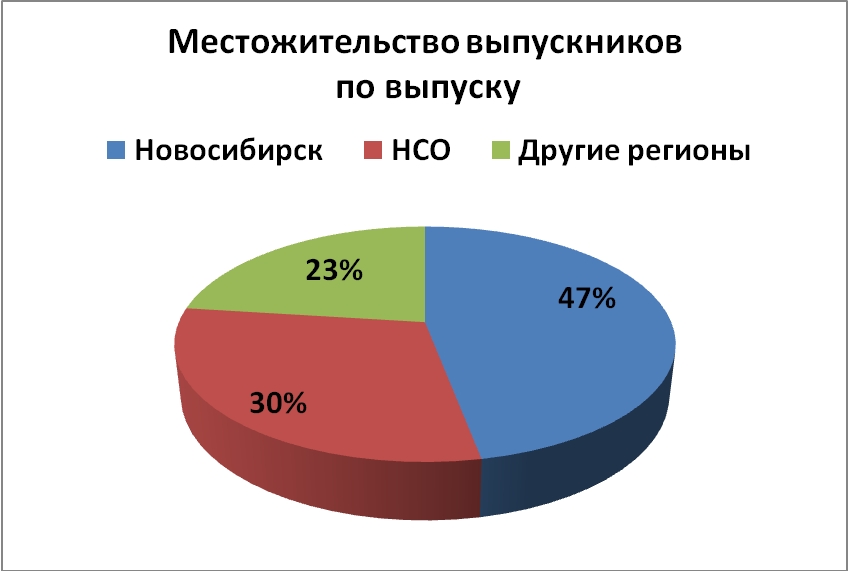 Местожительство выпускников
по выпуску
Новосибирск НСО Другие регионы
23%
47%
30%